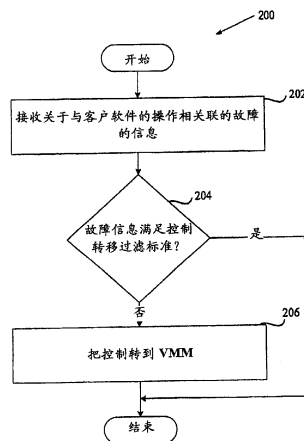 200
开始
202
接收关于与客户软件的操作相关联的故障
的信息
204
故障信息满足控制
转移过滤标准?
是
否
206
把控制转到 VMM
结束